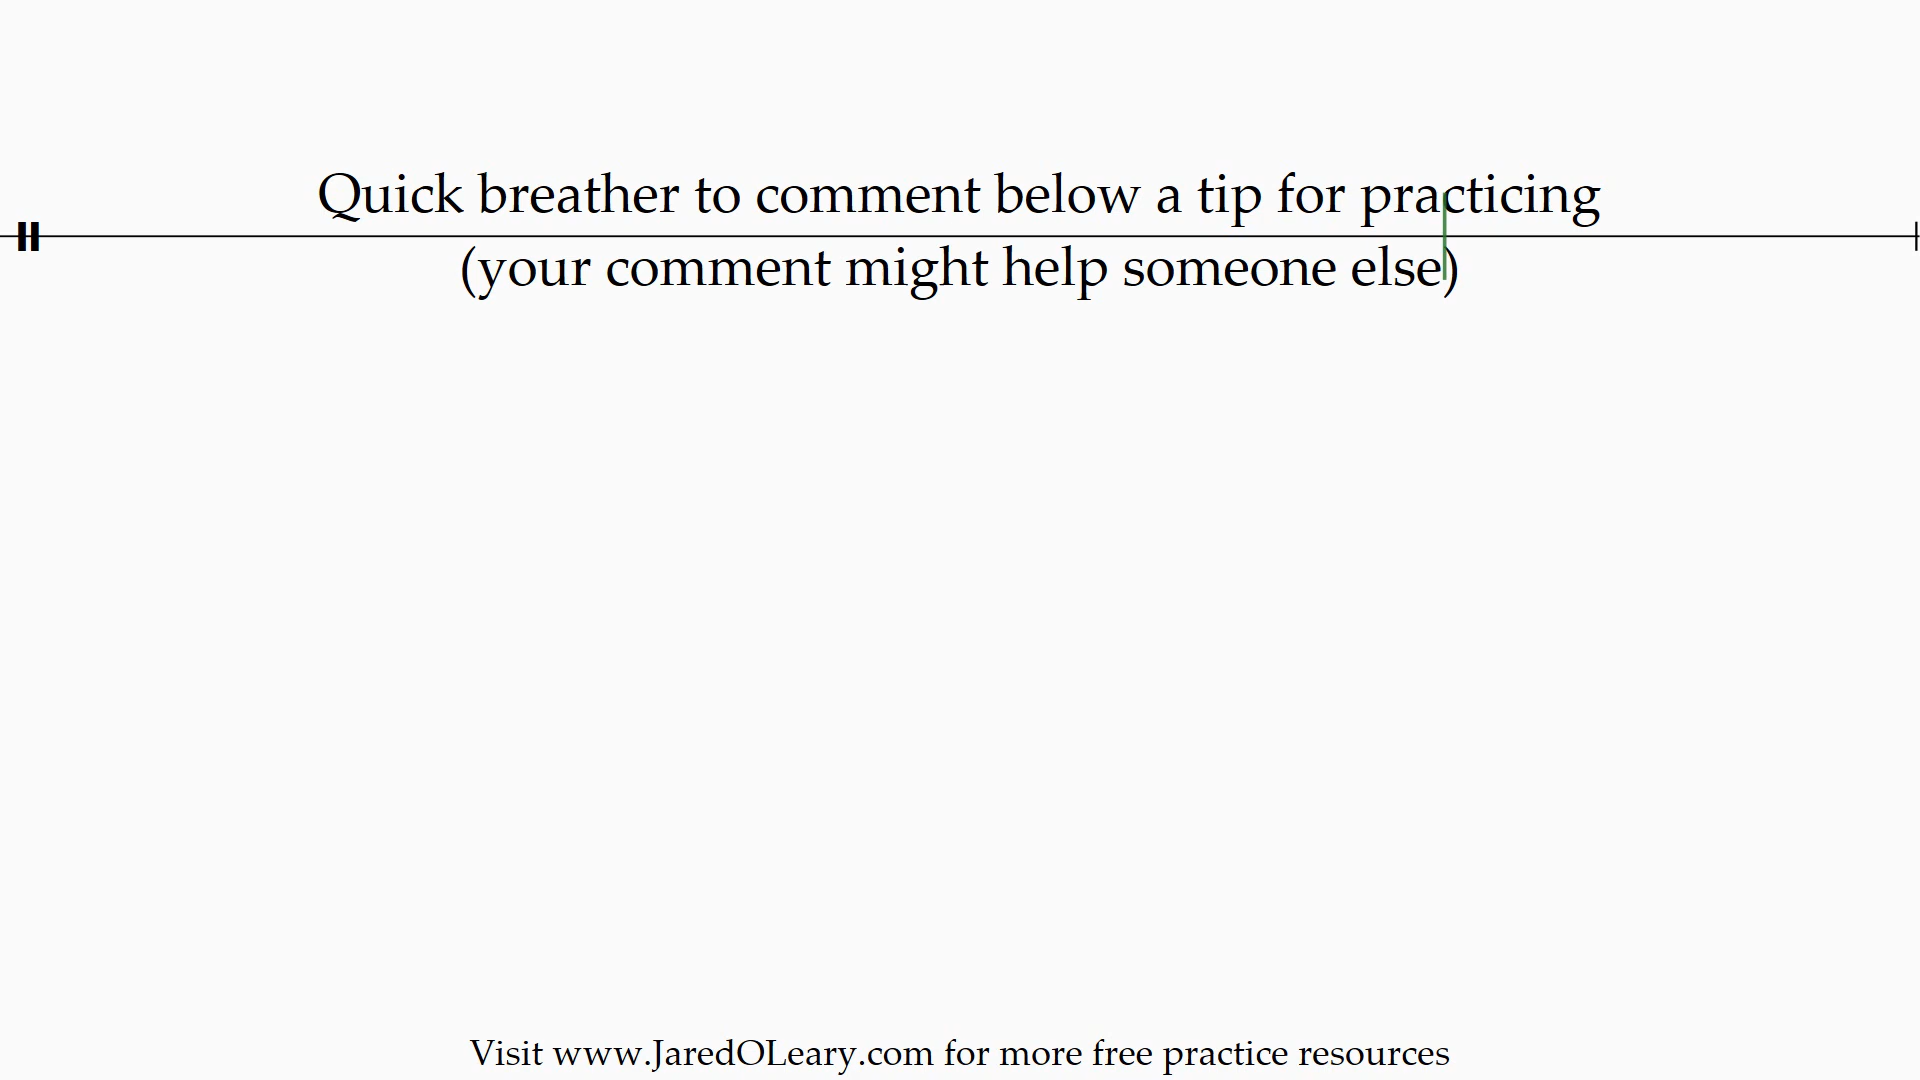 Quick breather to comment below a tip for practicing
(your comment might help someone else)
Visit www.JaredOLeary.com for more free practice resources